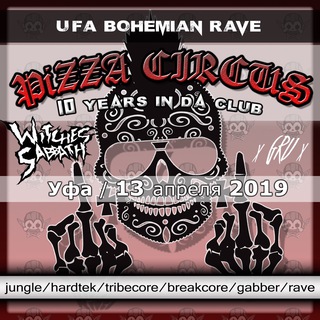 UFA BOHEMIAN RAVE
PiZZA CIRCUS
10 YEARS IN DA CLUB
WITCHES
SABBATH
x GRU x
Уфа // 13 апреля 2019
jungle/hardtek/tribecore/breakcore/gabber/rave